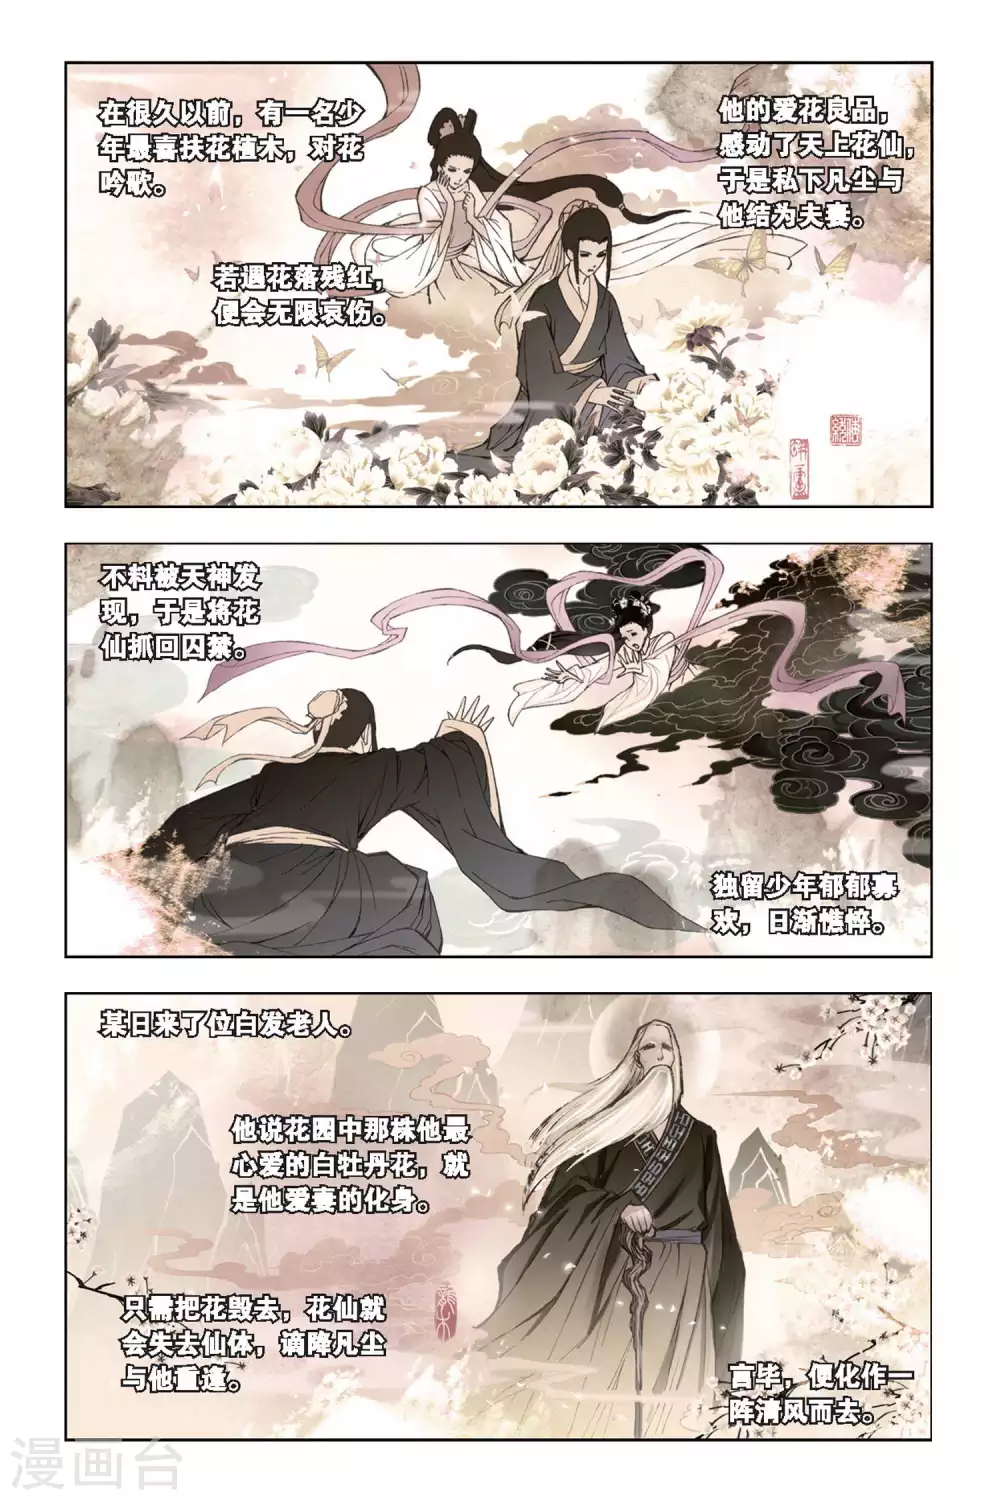 在很久以前，有一名少
年最喜扶花植木，对花
吟歌。
若遇花落残红，
便会无限哀伤。
他的爱花良品，
感动了天上花仙，
于是私下凡尘与
他结为夫妻。
不料被天神发
现，于是将花
仙抓回囚禁。
独留少年郁郁寡
欢，日渐憔悴。
某日来了位白发老人。
他说花园中那株他最
心爱的白牡丹花，就
是他爱妻的化身。
只需把花毁去，花仙就
会失去仙体，谪降凡尘
与他重逢。
言毕，便化作一
阵清风而去。
漫画台